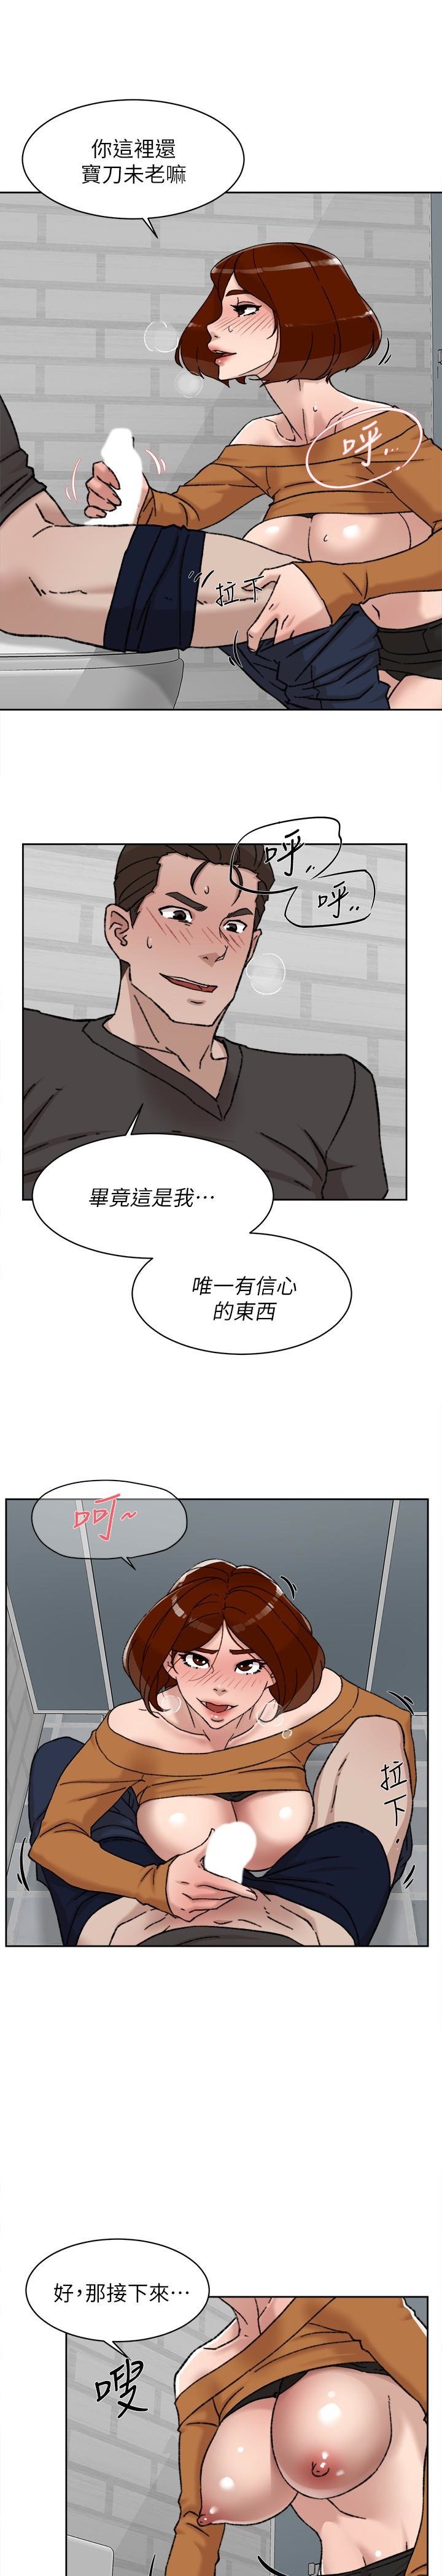 你這裡還
寶刀未老嘛
呼…
拉下
呼..
呼..
畢竟這是我…
唯一有信心
的東西
呵~
拉下.
好，那接下來…
嗖